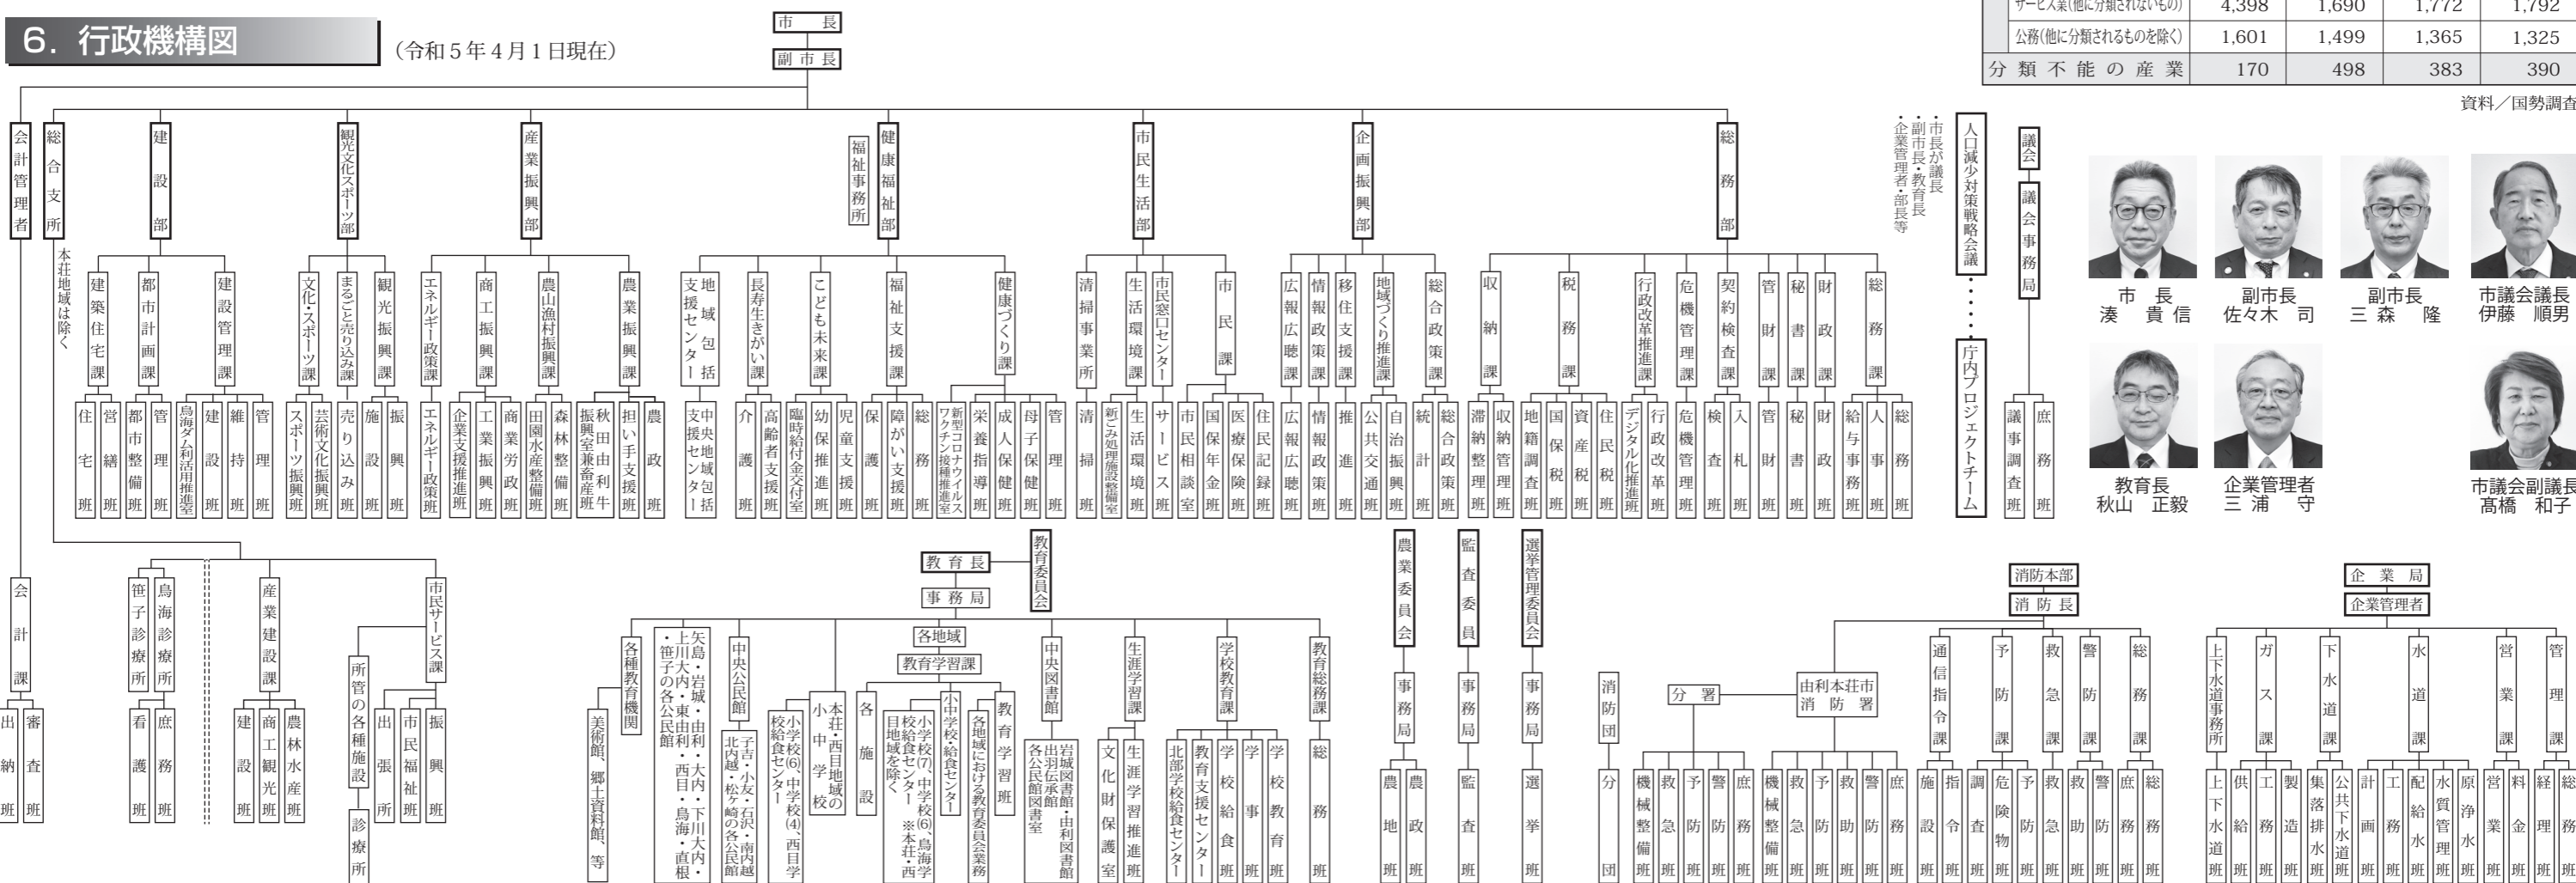 6. 行政機構図
(令和5年4月1日現在)
市長
副市長
サービス業(他に分類されないもの) 4,398 1,690 1,772 1,792
公務(他に分類されるものを除く) 1,601 1,499 1,365 1,325
分類不能の産業 170 498 383 390
資料／国勢調査
議会
議会事務局
庶務班
議事調査班
人口減少対策戦略会議
庁内プロジェクトチーム
・市長が議長
・副市長・教育長
・企業管理者・部長等
総務部
総務課
総務班
人事班
給与事務班
財政課
財政班
秘書課
秘書班
管財課
管財班
契約検査課
入札班
検査班
危機管理課
危機管理班
行政改革推進課
行政改革班
デジタル化推進班
税務課
住民税班
資産税班
国保税班
地籍調査班
収納課
収納管理班
滞納整理班
企画振興部
総合政策課
総合政策班
統計班
地域づくり推進課
自治振興班
公共交通班
移住支援課
推進班
情報政策課
情報政策班
広報広聴課
広報広聴班
市民生活部
市民課
住民記録班
医療保険班
国保年金班
市民相談室
市民窓口センター
サービス班
生活環境課
生活環境班
新ごみ処理施設整備室
清掃事業所
清掃班
健康福祉部
福祉事務所
健康づくり課
管理班
母子保健班
成人保健班
栄養指導班
新型コロナウイルス
ワクチン接種推進室
福祉支援課
総務班
障がい支援班
保護班
こども未来課
児童支援班
幼保推進班
臨時給付金交付室
長寿生きがい課
高齢者支援班
介護班
地域包括
支援センター
中央地域包括
支援センター
産業振興部
農業振興課
農政班
担い手支援班
秋田由利牛
振興室兼畜産班
農山漁村振興課
森林整備班
田園水産整備班
商工振興課
商業労政班
工業振興班
企業支援推進班
エネルギー政策課
エネルギー政策班
観光文化スポーツ部
観光振興課
振興班
施設班
まるごと売り込み課
売り込み班
文化・スポーツ課
芸術文化振興班
スポーツ振興班
建設部
建設管理課
管理班
維持班
建設班
鳥海ダム利活用推進室
都市計画課
管理班
都市整備班
建築住宅課
営繕班
住宅班
総合支所
本荘地域は除く
市民サービス課
振興班
市民福祉班
出張所
所管の各種施設
診療所
産業建設課
農林水産班
商工観光班
建設班
鳥海診療所
笹子診療所
庶務班
看護班
会計管理者
会計課
審査班
出納班
市長
湊 貴信
副市長
佐々木 司
副市長
三森 隆
市議会議長
伊藤 順男
教育長
秋山 正毅
企業管理者
三浦 守
市議会副議長
髙橋 和子
教育委員会
教育長
事務局
教育総務課
総務班
学校教育課
学校教育班
学事班
学校給食班
教育支援センター
北部学校給食センター
生涯学習課
生涯学習推進班
文化財保護室
中央図書館
岩城図書館・由利図書館
出羽伝承館
各公民館図書室
各地域
教育学習課
教育学習班
各地域における教育委員会業務
小中学校・給食センター
小学校(7)、中学校(6)、鳥海学
校給食センター ※本荘・西
目地域を除く
各施設
本荘・西目地域の
小中学校
小学校(6)、中学校(4)、西目学
校給食センター
中央公民館
子吉・小友・石沢・南内越
北内越・松ヶ崎の各公民館
矢島・岩城・由利・大内・下川大内・
上川大内・東由利・西目・鳥海・直根
・笹子の各公民館
各種教育機関
美術館、郷土資料館、等
農業委員会
事務局
農政班
農地班
監査委員
事務局
監査班
選挙管理委員会
事務局
選挙班
消防団
分団
消防本部
消防長
総務課
総務班
庶務班
警防課
警防班
救助班
救急課
救急班
予防課
予防班
危険物班
調査班
通信指令課
指令班
施設班
由利本荘市
消防署
庶務班
警防班
救助班
予防班
救急班
機械整備班
分署
庶務班
警防班
予防班
救急班
機械整備班
企業局
企業管理者
管理課
総務班
経理班
営業課
料金班
営業班
水道課
原浄水班
水質管理班
配給水班
工務班
計画班
下水道課
公共下水道班
集落排水班
ガス課
製造班
工務班
供給班
上下水道事務所
上下水道班